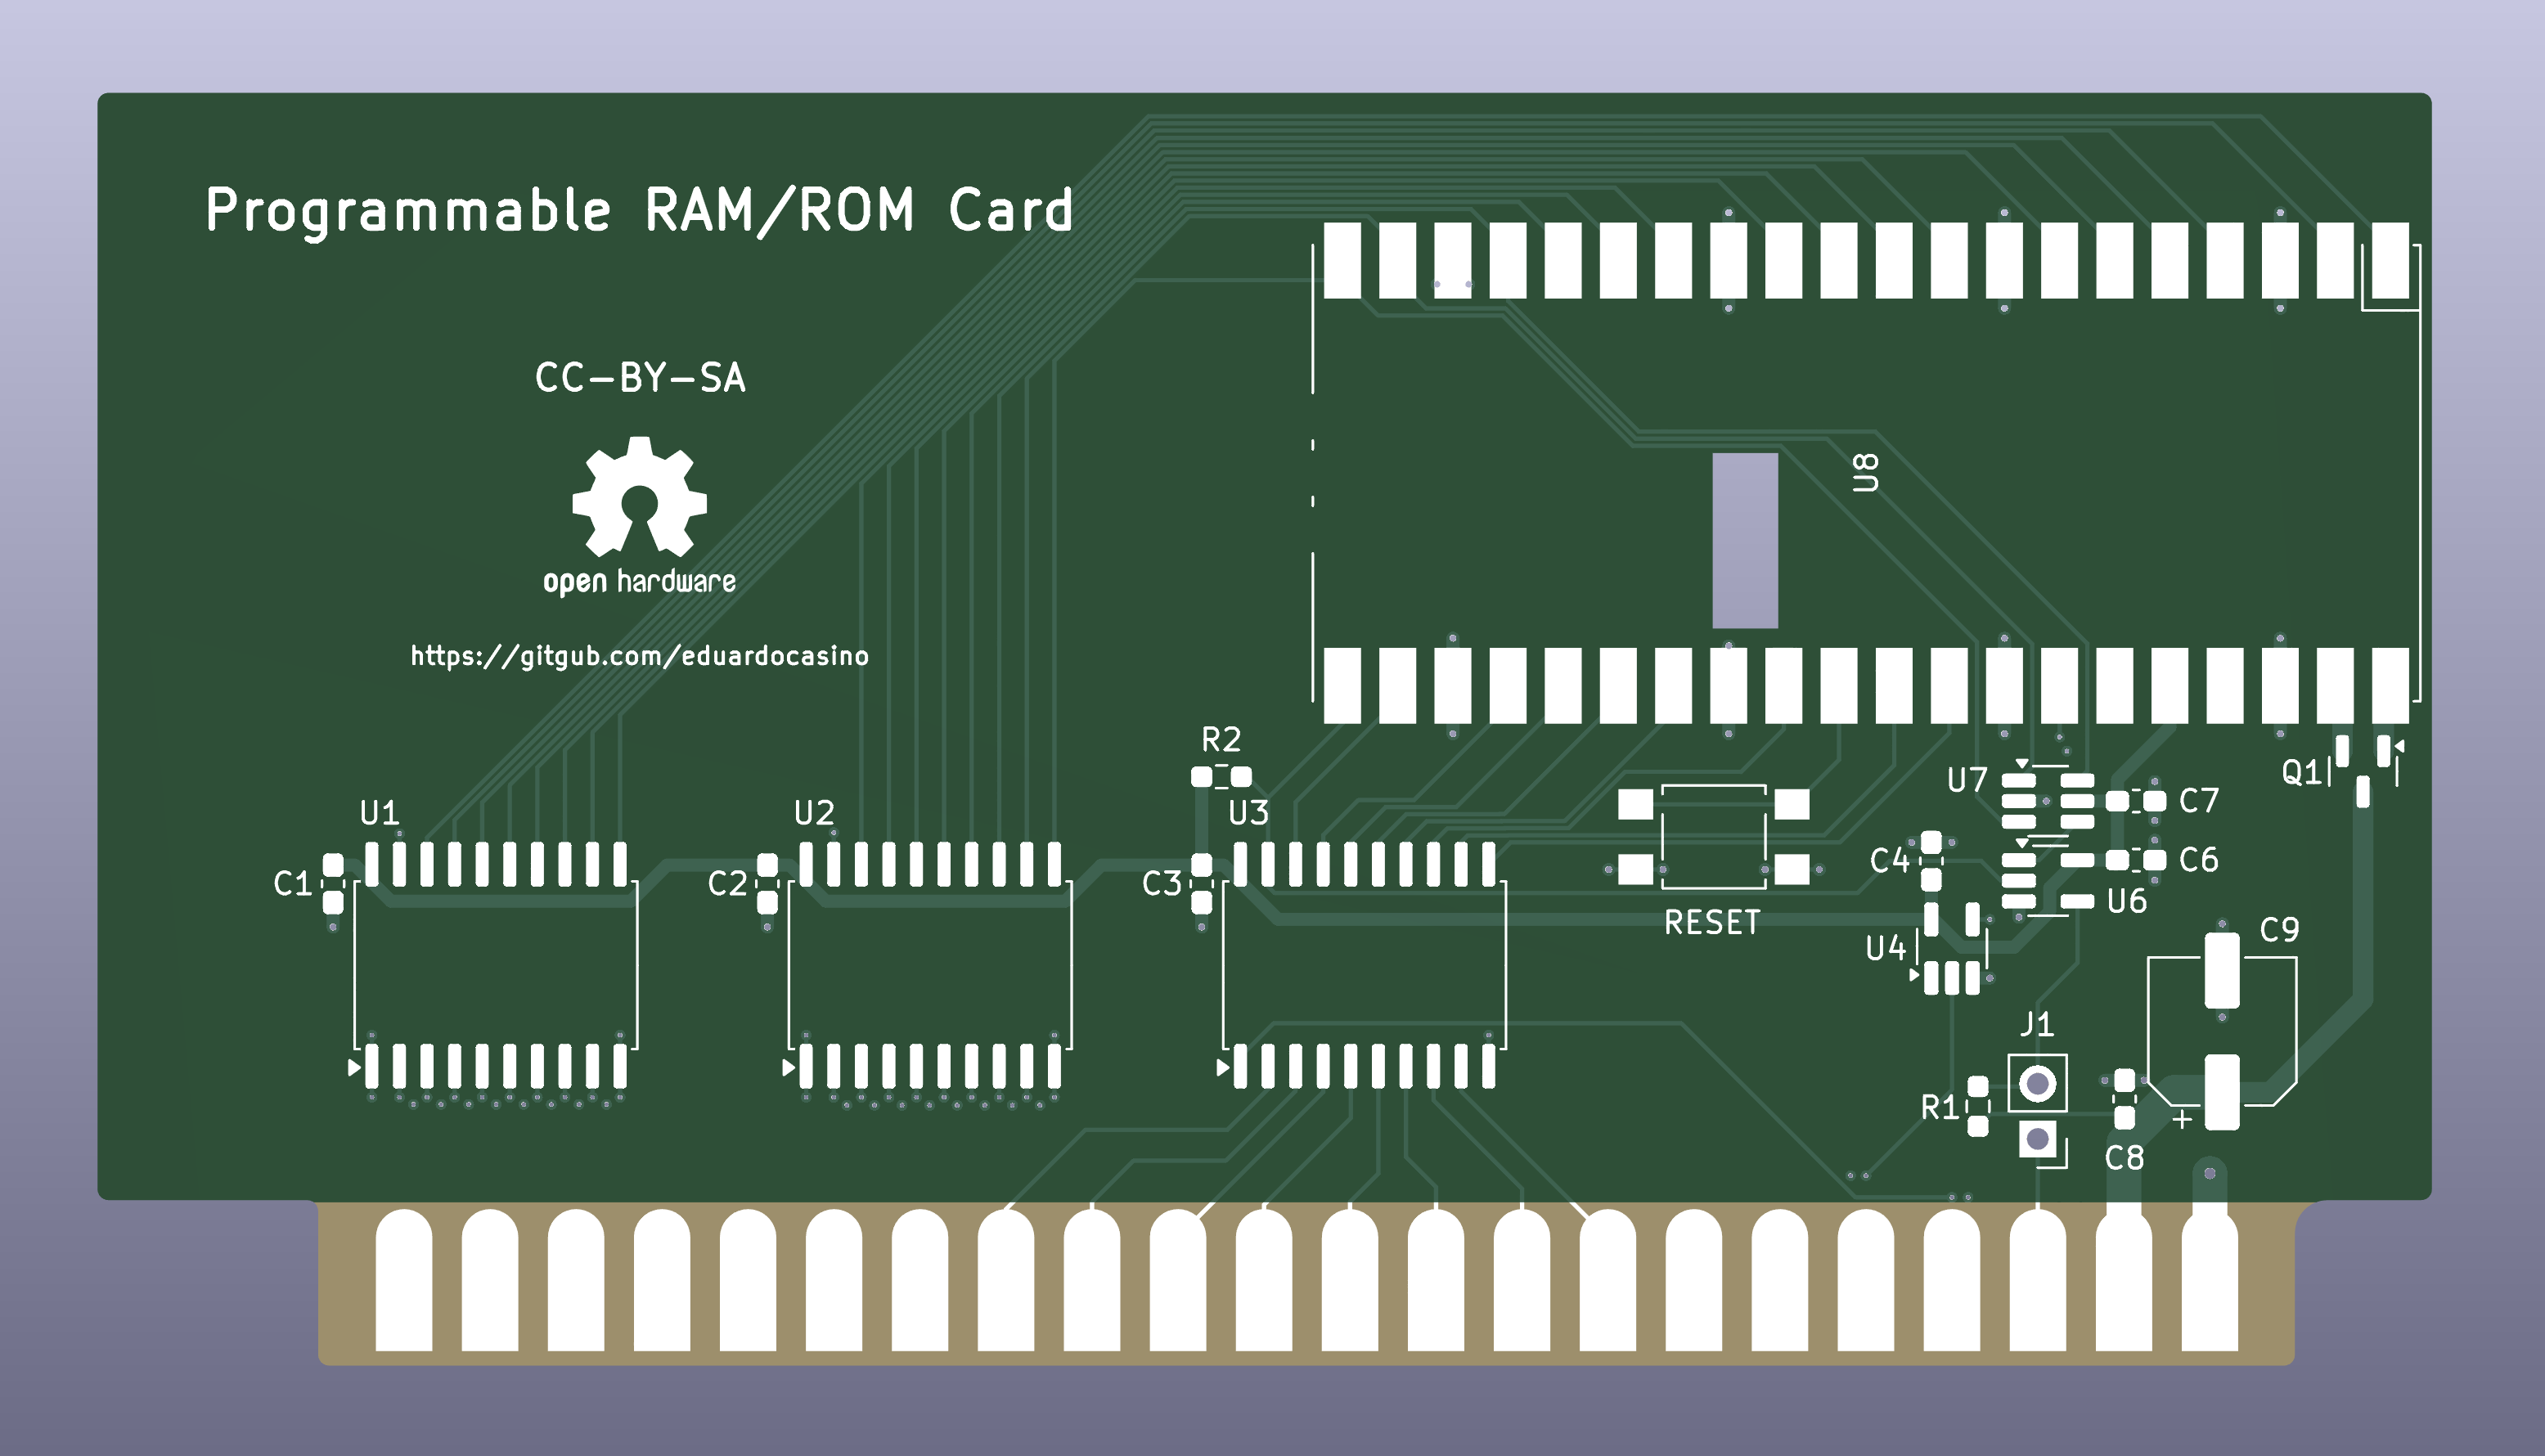 Programmable RAM/ROM Card
CC-BY-SA
U8
open hardware
https://gitgub.com/eduardocasino
R2
U1
U2
U3
U7
C7
Q1
C1
C2
C3
C4
C6
U6
RESET
U4
C9
J1
R1
+
C8